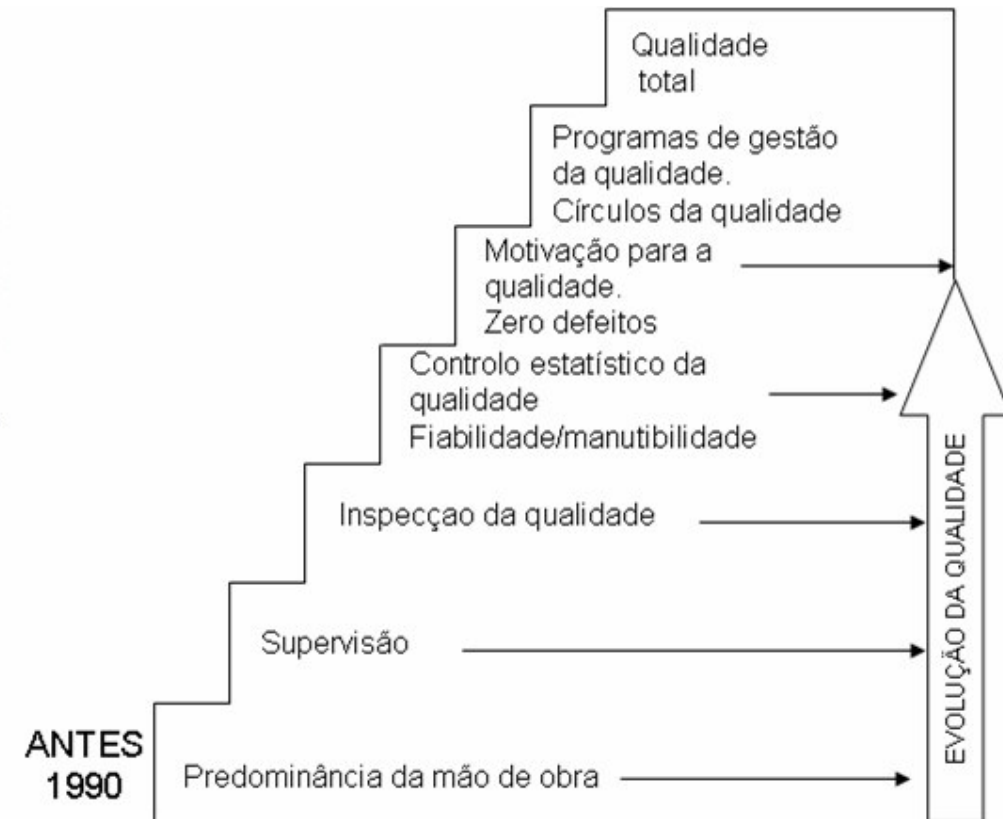 Qualidade
total
Programas de gestão
da qualidade.
Círculos da qualidade
Motivação para a
qualidade.
Zero defeitos
Controlo estatístico da
qualidade
Fiabilidade/manutibilidade
Inspecçao da qualidade
Supervisão
ANTES
1990
Predominância da mão de obra
EVOLUÇÃO DA QUALIDADE